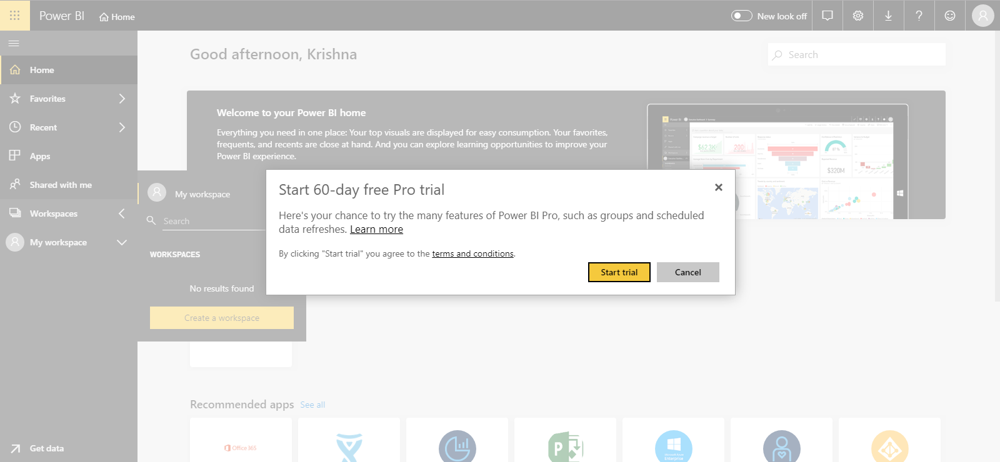 Power BI
Home
New look off
Home
Favorites
Recent
Apps
Shared with me
Workspaces
My workspace
Get data
My workspace
Search
WORKSPACES
No results found
Create a workspace
Good afternoon, Krishna
Search
Welcome to your Power BI home
Everything you need in one place: Your top visuals are displayed for easy consumption. Your favorites,
frequents, and recents are close at hand. And you can explore learning opportunities to improve your
Power BI experience.
Power BI
200
$320M
Start 60-day free Pro trial
Here's your chance to try the many features of Power BI Pro, such as groups and scheduled
data refreshes. Learn more
By clicking "Start trial" you agree to the terms and conditions.
Start trial
Cancel
Recommended apps
See all
Office 365
P
Microsoft Azure
Enterprise